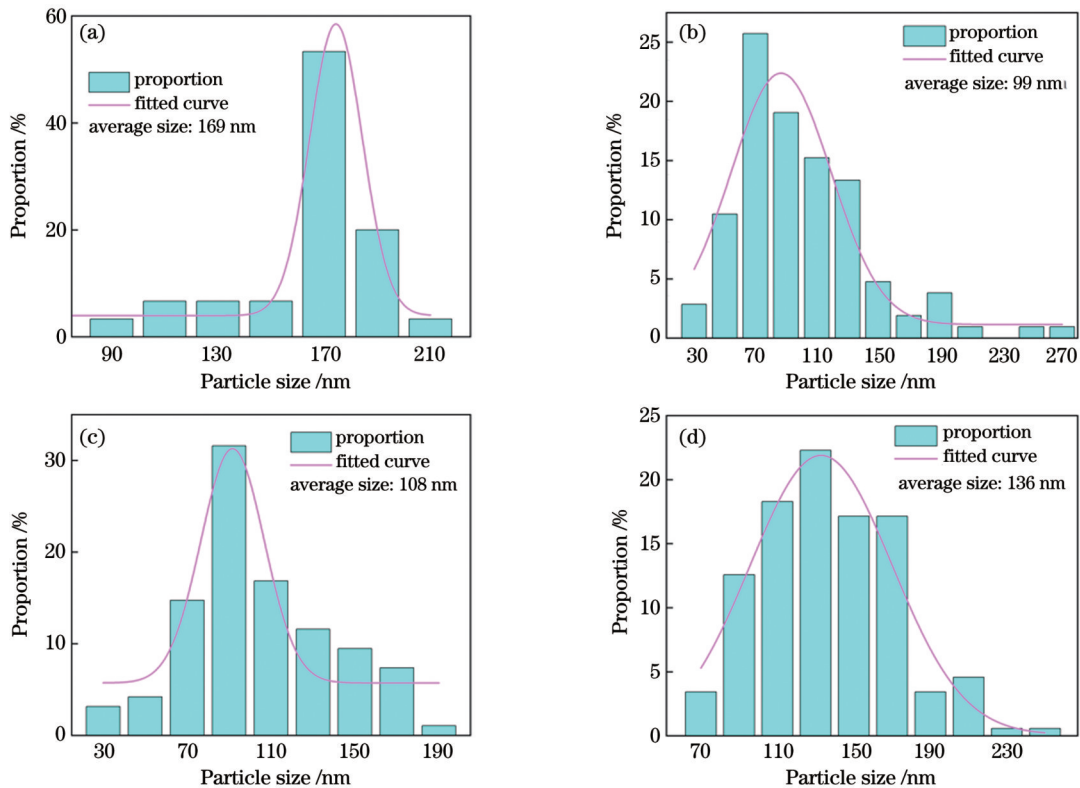 (a)
proportion
fitted curve
average size: 169 nm
60
40
20
0
90 130 170 210
Particle size /nm
Proportion /%
(b)
proportion
fitted curve
average size: 99 nm
25
20
15
10
5
0
30 70 110 150 190 230 270
Particle size /nm
Proportion /%
(c)
proportion
fitted curve
average size: 108 nm
30
20
10
0
30 70 110 150 190
Particle size /nm
Proportion /%
(d)
proportion
fitted curve
average size: 136 nm
25
20
15
10
5
0
70 110 150 190 230
Particle size /nm
Proportion /%